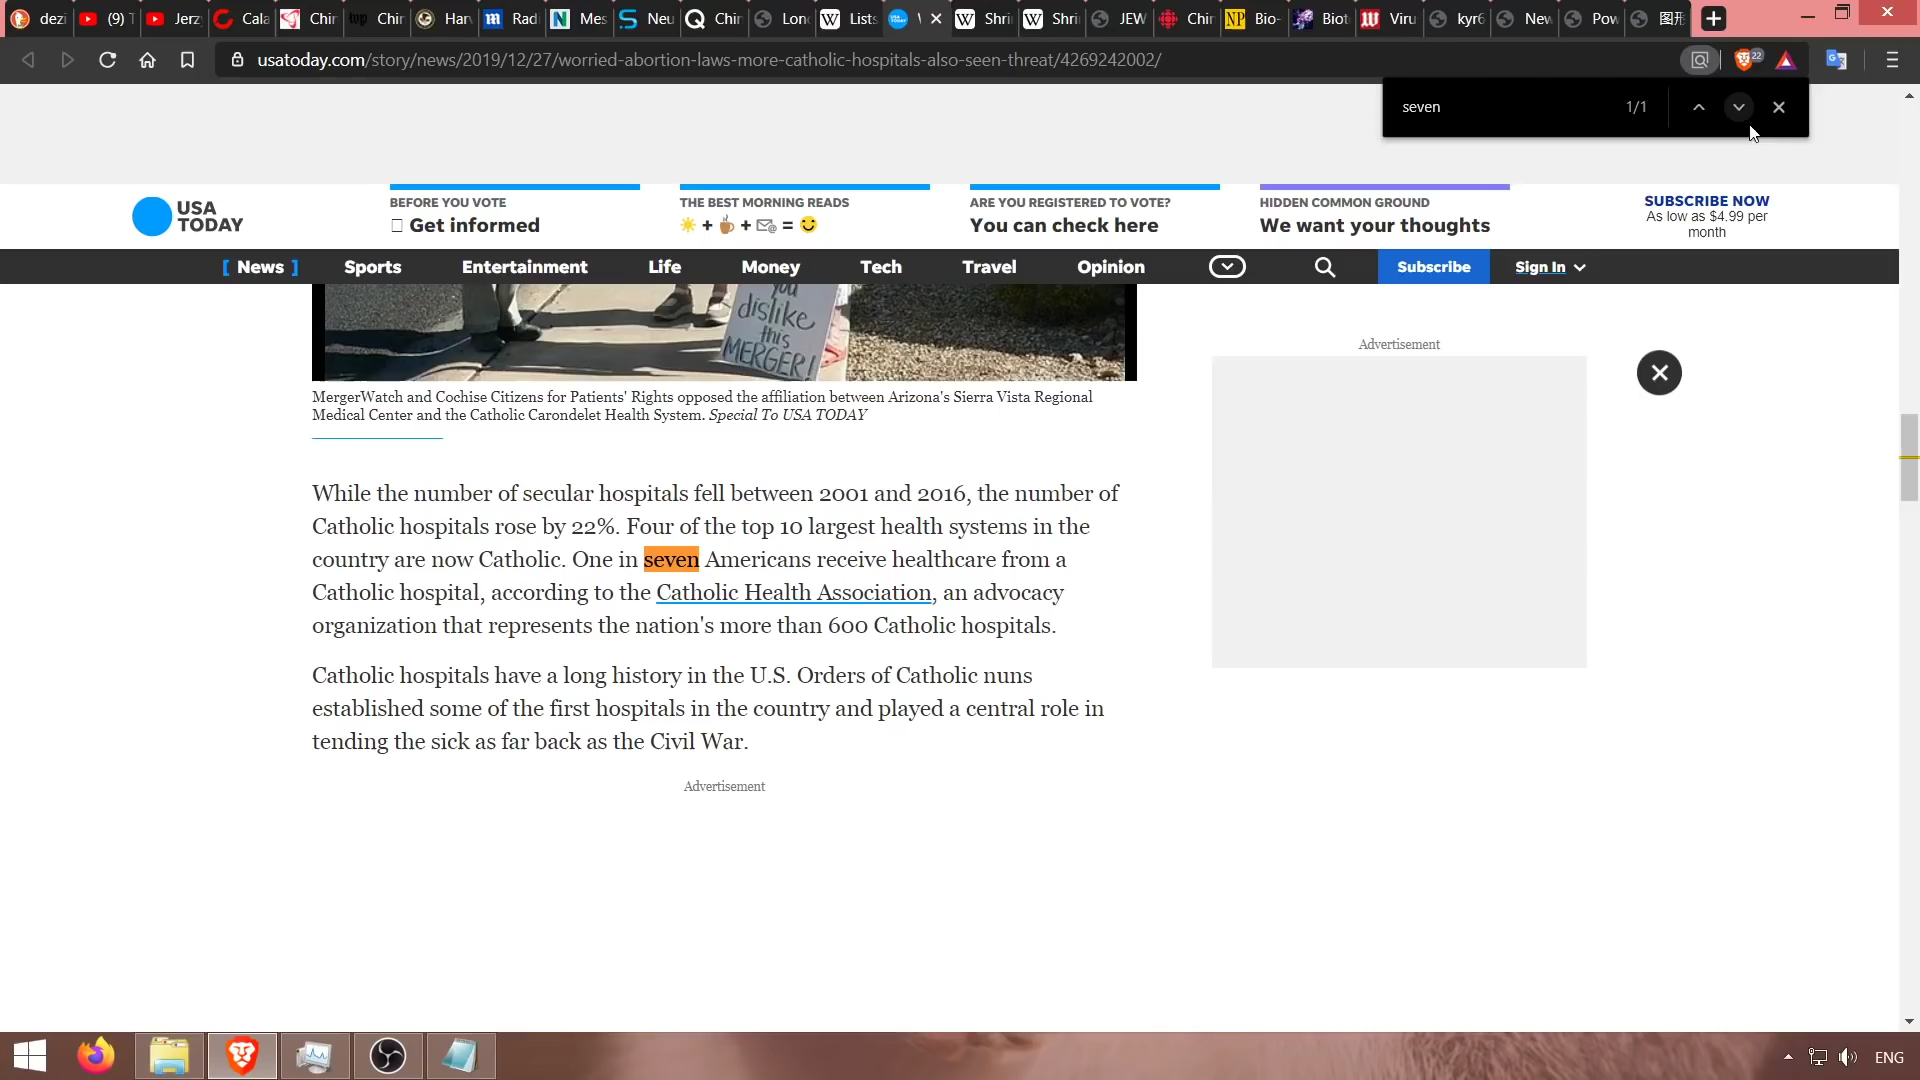 dezi
(9) T
Jerz
Cala
Chir
top
Chir
Har
Radi
Mes
Neu
Chir
Lon
Lists
Shri
Shri
JEW
Chir
Bio-
Biot
Viru
kyr6
New
Pow
图形
usatoday.com/story/news/2019/12/27/worried-abortion-laws-more-catholic-hospitals-also-seen-threat/4269242002/
22
seven 1/1
USA
TODAY
BEFORE YOU VOTE
Get informed
THE BEST MORNING READS
+ + =
ARE YOU REGISTERED TO VOTE?
You can check here
HIDDEN COMMON GROUND
We want your thoughts
SUBSCRIBE NOW
As low as $4.99 per
month
[ News ] Sports Entertainment Life Money Tech Travel Opinion Subscribe Sign In
you
dislike
this
MERGER!
Advertisement
MergerWatch and Cochise Citizens for Patients' Rights opposed the affiliation between Arizona's Sierra Vista Regional
Medical Center and the Catholic Carondelet Health System. Special To USA TODAY
While the number of secular hospitals fell between 2001 and 2016, the number of
Catholic hospitals rose by 22%. Four of the top 10 largest health systems in the
country are now Catholic. One in seven Americans receive healthcare from a
Catholic hospital, according to the Catholic Health Association, an advocacy
organization that represents the nation's more than 600 Catholic hospitals.
Catholic hospitals have a long history in the U.S. Orders of Catholic nuns
established some of the first hospitals in the country and played a central role in
tending the sick as far back as the Civil War.
Advertisement
ENG